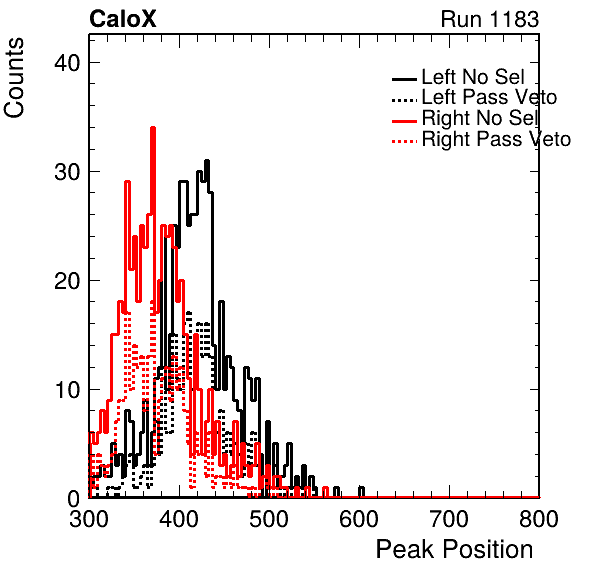 CaloX Run 1183
Counts
40
30
20
10
0
Left No Sel
Left Pass Veto
Right No Sel
Right Pass Veto
300 400 500 600 700 800
Peak Position